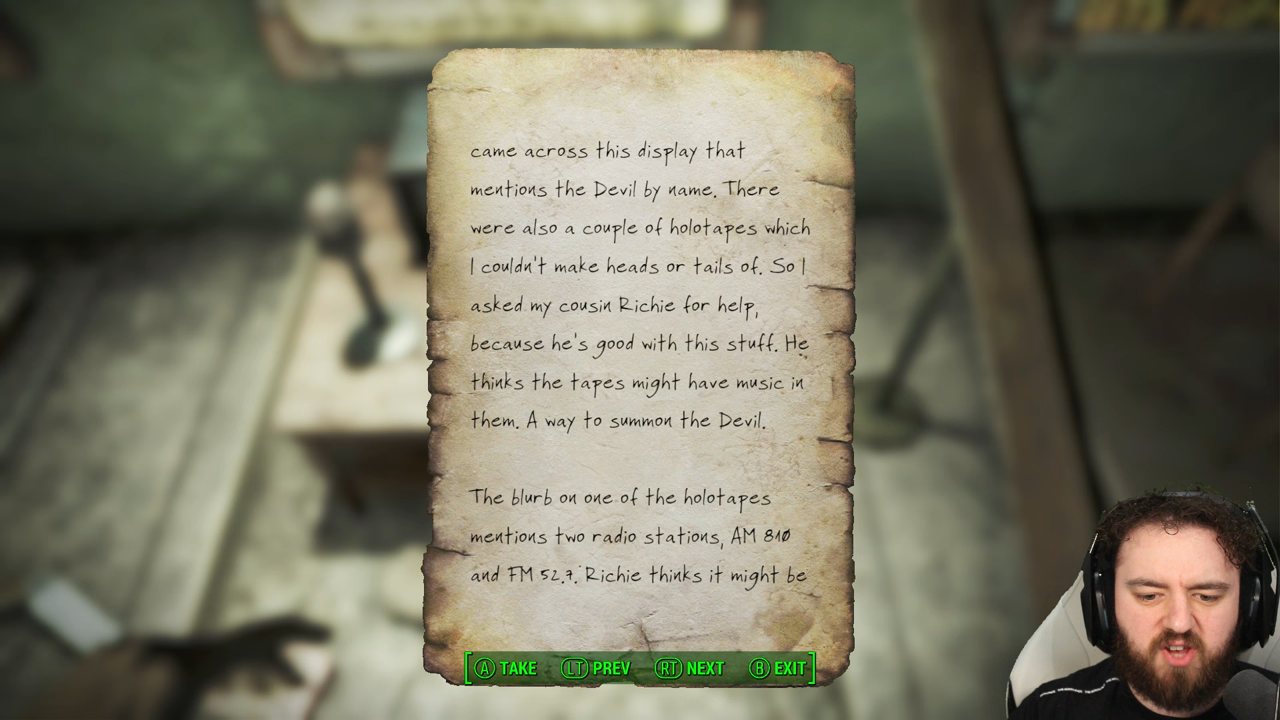 came across this display that
mentions the Devil by name. There
were also a couple of holotapes which
I couldn't make heads or tails of. So I
asked my cousin Richie for help,
because he's good with this stuff. He
thinks the tapes might have music in
them. A way to summon the Devil.
The blurb on one of the holotapes
mentions two radio stations, AM 810
and FM 52.7. Richie thinks it might be
[ A TAKE LT PREV RT NEXT B EXIT ]